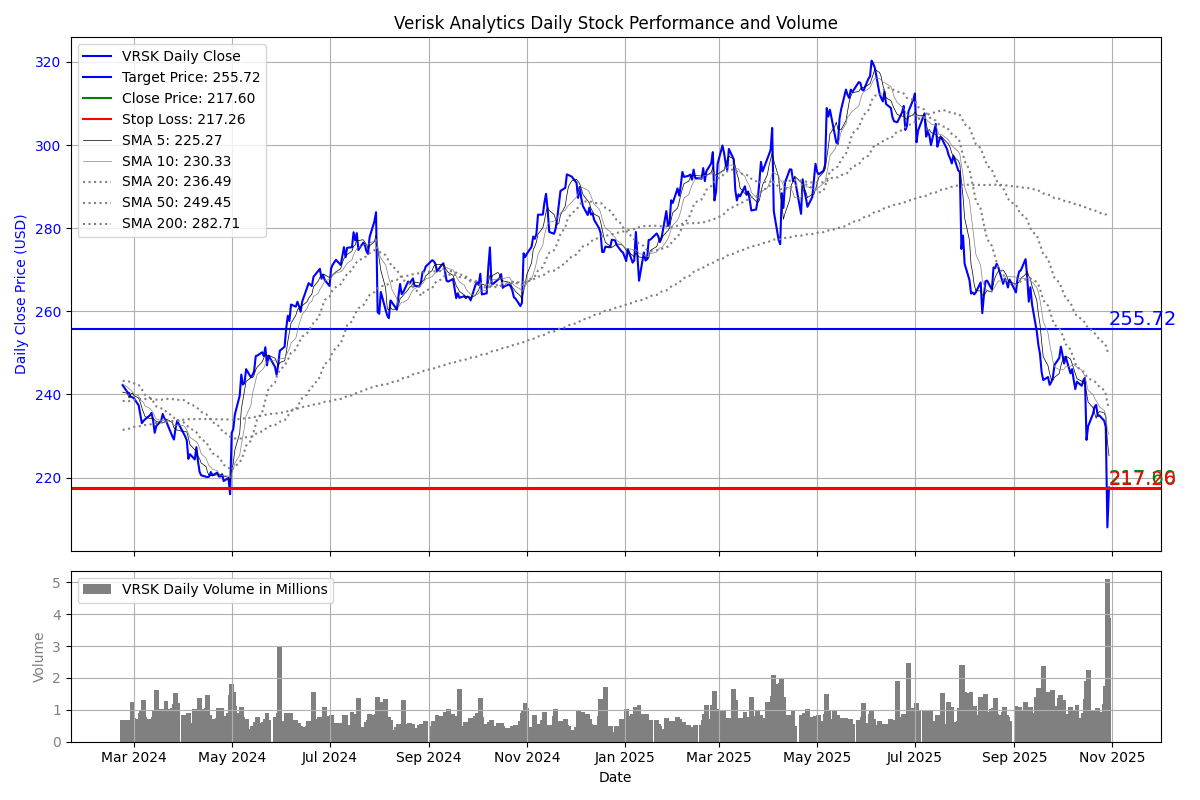 Verisk Analytics Daily Stock Performance and Volume
VRSK Daily Close
Target Price: 255.72
Close Price: 217.60
Stop Loss: 217.26
SMA 5: 225.27
SMA 10: 230.33
SMA 20: 236.49
SMA 50: 249.45
SMA 200: 282.71
Daily Close Price (USD)
320
300
280
260
240
220
255.72
217.60
217.26
VRSK Daily Volume in Millions
Volume
5
4
3
2
1
0
Mar 2024 May 2024 Jul 2024 Sep 2024 Nov 2024 Jan 2025 Mar 2025 May 2025 Jul 2025 Sep 2025 Nov 2025
Date